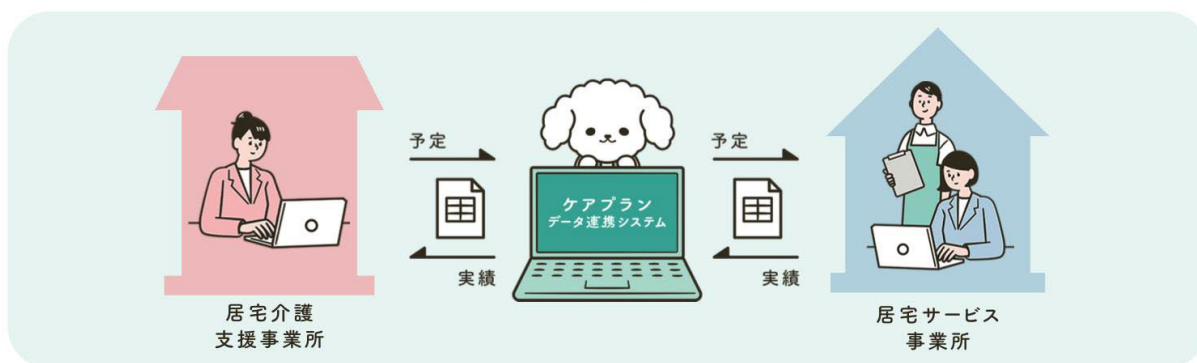 予定
実績
ケアプラン
データ連携システム
予定
実績
居宅介護
支援事業所
居宅サービス
事業所